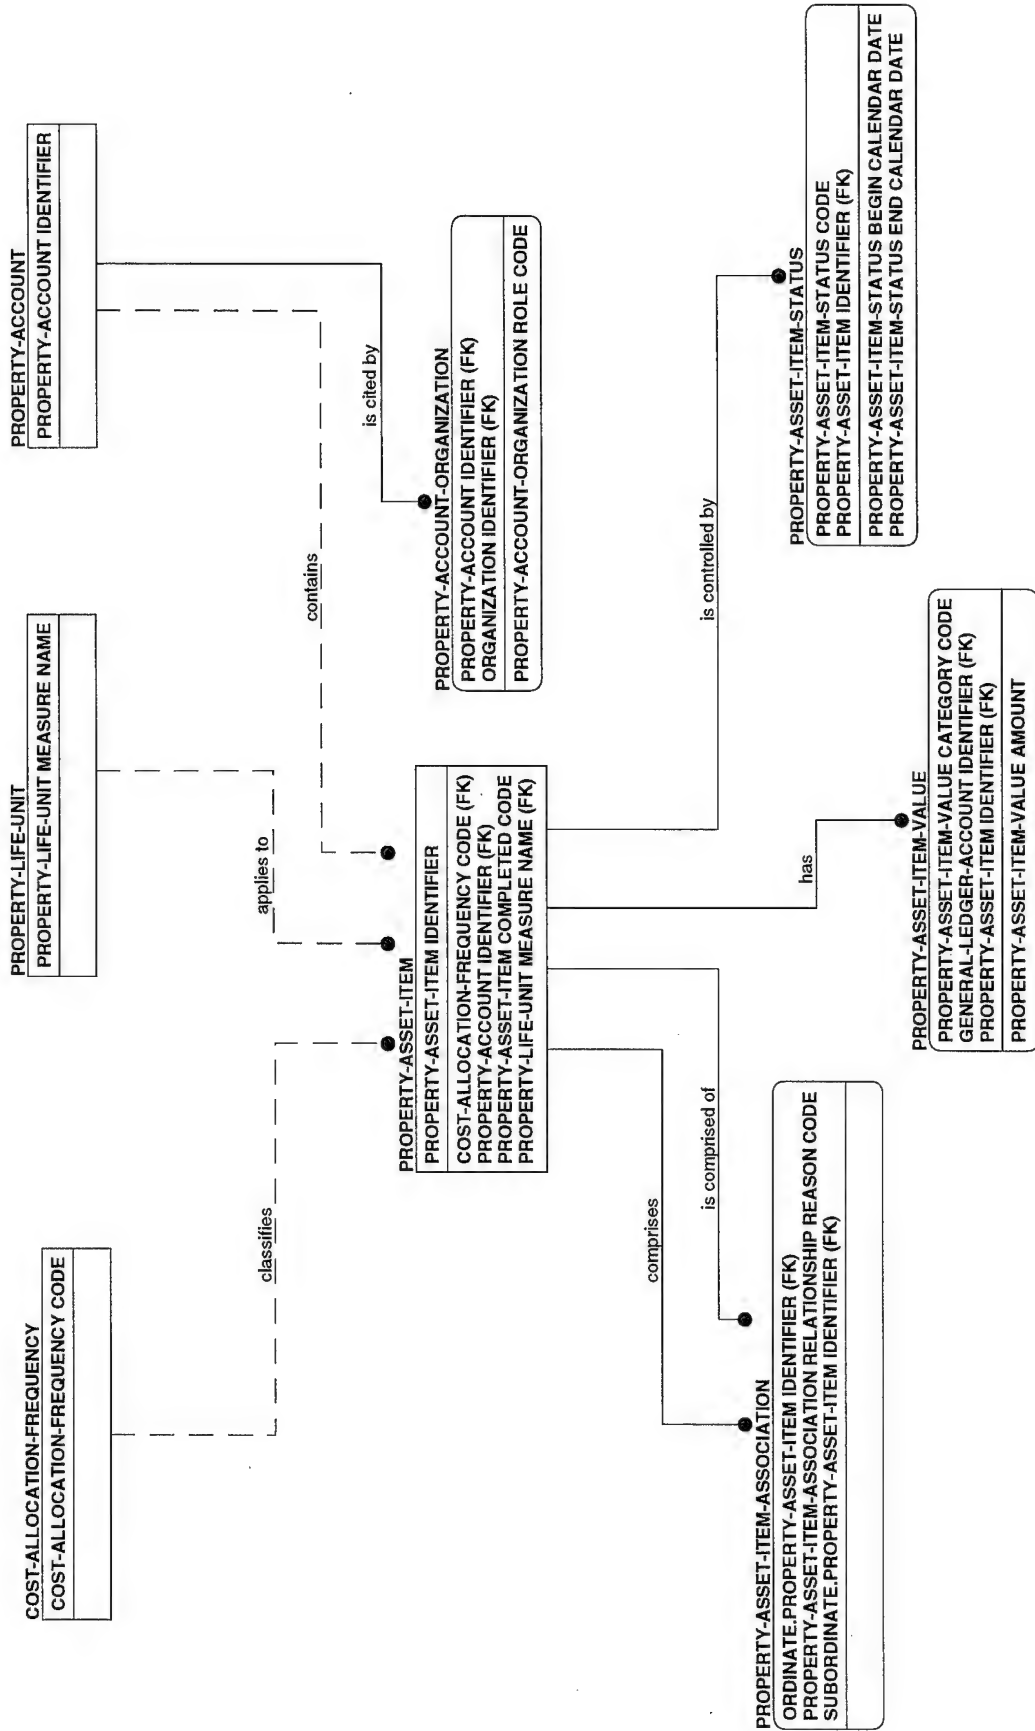 COST-ALLOCATION-FREQUENCY
COST-ALLOCATION-FREQUENCY CODE
PROPERTY-LIFE-UNIT
PROPERTY-LIFE-UNIT MEASURE NAME
PROPERTY-ACCOUNT
PROPERTY-ACCOUNT IDENTIFIER
classifies
applies to
contains
is cited by
PROPERTY-ASSET-ITEM
PROPERTY-ASSET-ITEM IDENTIFIER
COST-ALLOCATION-FREQUENCY CODE (FK)
PROPERTY-ACCOUNT IDENTIFIER (FK)
PROPERTY-ASSET-ITEM COMPLETED CODE
PROPERTY-LIFE-UNIT MEASURE NAME (FK)
PROPERTY-ACCOUNT-ORGANIZATION
PROPERTY-ACCOUNT IDENTIFIER (FK)
ORGANIZATION IDENTIFIER (FK)
PROPERTY-ACCOUNT-ORGANIZATION ROLE CODE
comprises
is comprised of
has
is controlled by
PROPERTY-ASSET-ITEM-ASSOCIATION
ORDINATE.PROPERTY-ASSET-ITEM IDENTIFIER (FK)
PROPERTY-ASSET-ITEM-ASSOCIATION RELATIONSHIP REASON CODE
SUBORDINATE.PROPERTY-ASSET-ITEM IDENTIFIER (FK)
PROPERTY-ASSET-ITEM-VALUE
PROPERTY-ASSET-ITEM-VALUE CATEGORY CODE
GENERAL-LEDGER-ACCOUNT IDENTIFIER (FK)
PROPERTY-ASSET-ITEM IDENTIFIER (FK)
PROPERTY-ASSET-ITEM-VALUE AMOUNT
PROPERTY-ASSET-ITEM-STATUS
PROPERTY-ASSET-ITEM-STATUS CODE
PROPERTY-ASSET-ITEM IDENTIFIER (FK)
PROPERTY-ASSET-ITEM-STATUS BEGIN CALENDAR DATE
PROPERTY-ASSET-ITEM-STATUS END CALENDAR DATE